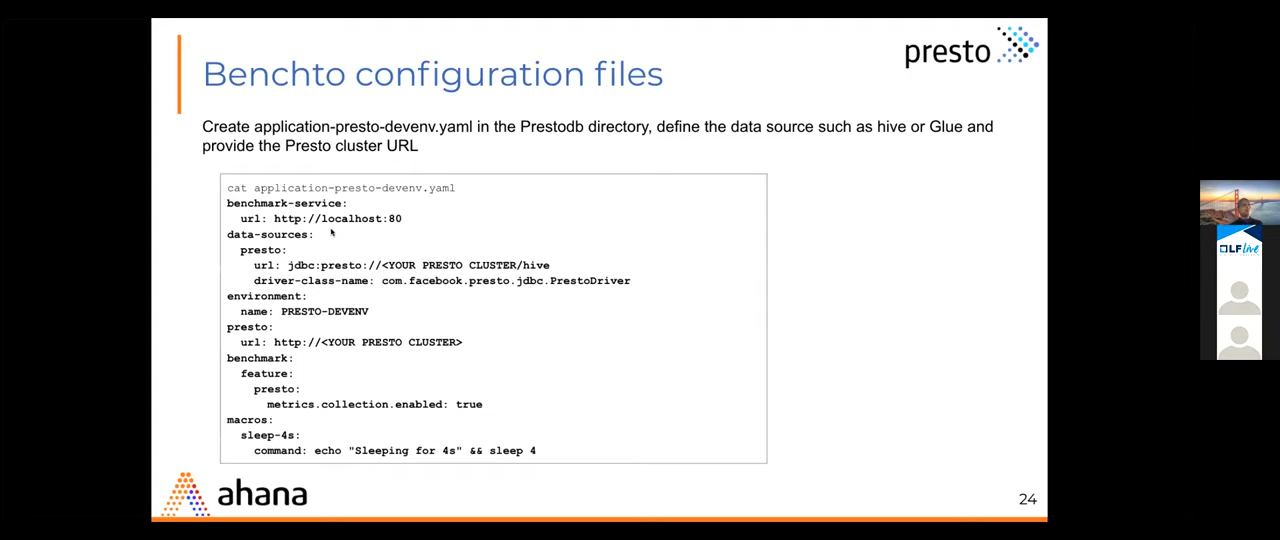 presto
Benchto configuration files
Create application-presto-devenv.yaml in the Prestodb directory, define the data source such as hive or Glue and
provide the Presto cluster URL
cat application-presto-devenv.yaml
benchmark-service:
  url: http://localhost:80
data-sources:
  presto:
    url: jdbc:presto://<YOUR PRESTO CLUSTER/hive
    driver-class-name: com.facebook.presto.jdbc.PrestoDriver
environment:
  name: PRESTO-DEVENV
presto:
  url: http://<YOUR PRESTO CLUSTER>
benchmark:
  feature:
    presto:
      metrics.collection.enabled: true
macros:
  sleep-4s:
    command: echo "Sleeping for 4s" && sleep 4
ahana
24
LF Live